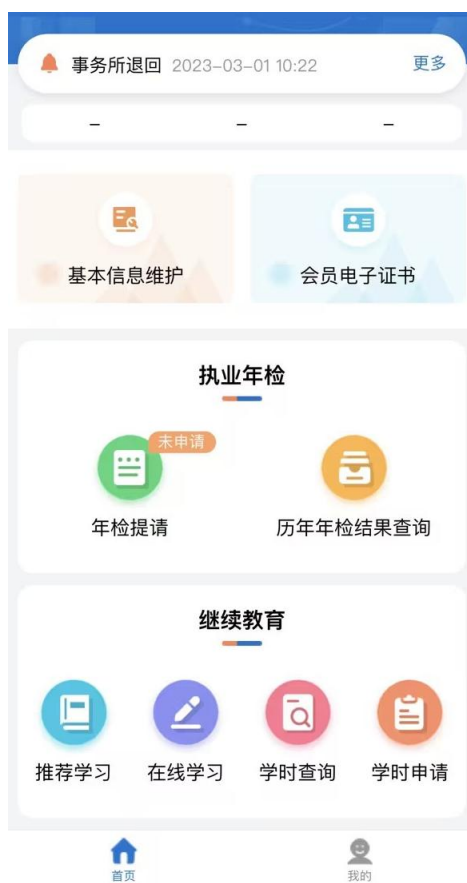 事务所退回 2023-03-01 10:22 更多
– – –
基本信息维护 会员电子证书
执业年检
未申请
年检提请 历年年检结果查询
继续教育
推荐学习 在线学习 学时查询 学时申请
首页 我的